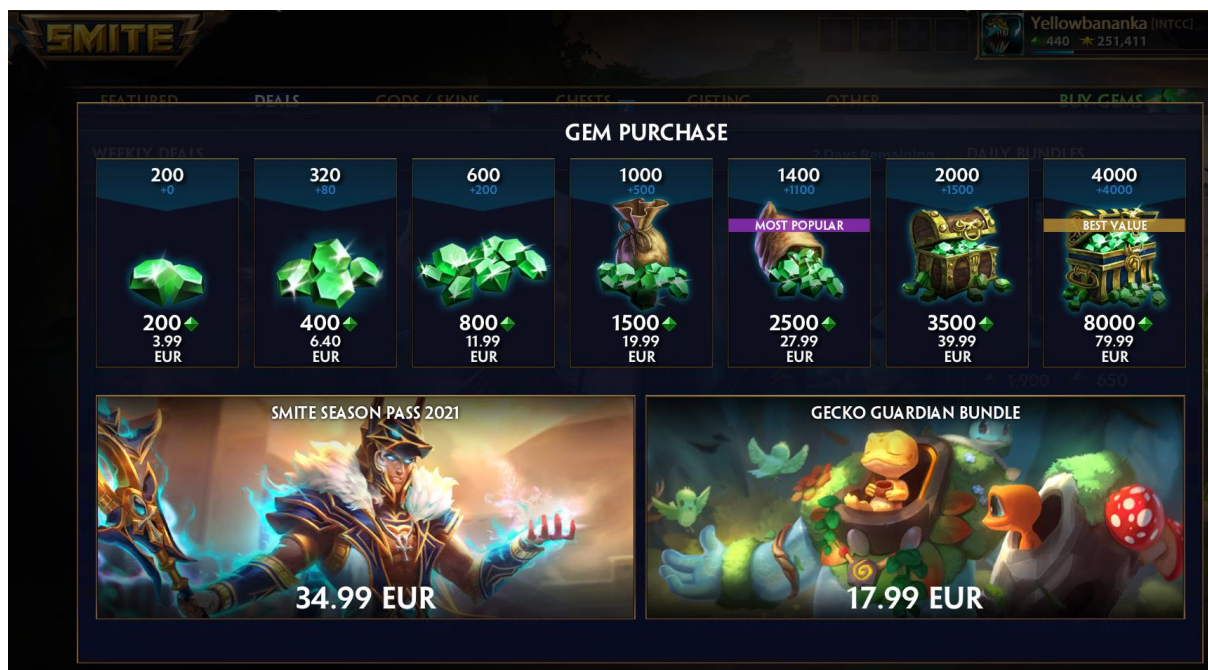 SMITE
Yellowbananka [INTCC]
440 251,411
FEATURED DEALS GODS / SKINS CHESTS GIFTING OTHER BUY GEMS
GEM PURCHASE
WEEKLY DEALS 2 Days Remaining DAILY BUNDLES
200 320 600 1000 1400 2000 4000
+0 +80 +200 +500 +1100 +1500 +4000
MOST POPULAR BEST VALUE
200 400 800 1500 2500 3500 8000
3.99 6.40 11.99 19.99 27.99 39.99 79.99
EUR EUR EUR EUR EUR EUR EUR
1,900 650
SMITE SEASON PASS 2021 GECKO GUARDIAN BUNDLE
34.99 EUR 17.99 EUR